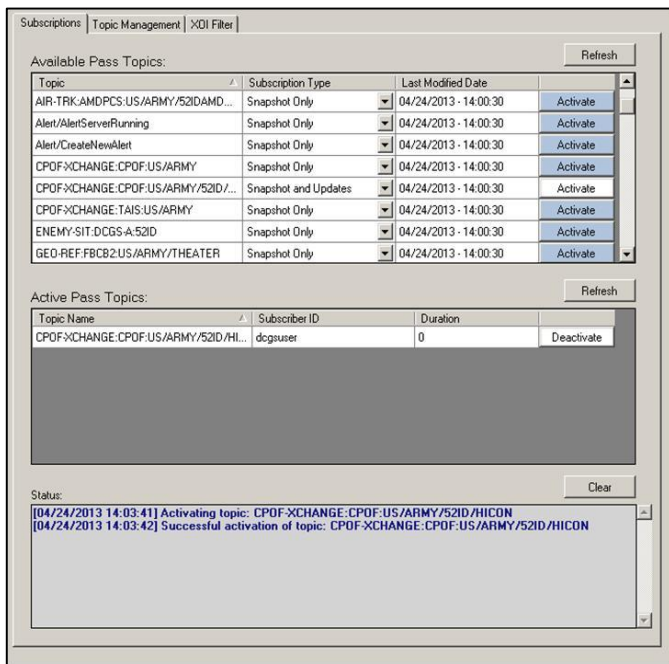 Subscriptions Topic Management XOI Filter
Refresh
Available Pass Topics:
Topic Subscription Type Last Modified Date
AIR-TRK:AMDPCS:US/ARMY/52IDAMD... Snapshot Only 04/24/2013 - 14:00:30 Activate
Alert/AlertServerRunning Snapshot Only 04/24/2013 - 14:00:30 Activate
Alert/CreateNewAlert Snapshot Only 04/24/2013 - 14:00:30 Activate
CPOF-XCHANGE:CPOF:US/ARMY Snapshot Only 04/24/2013 - 14:00:30 Activate
CPOF-XCHANGE:CPOF:US/ARMY/52ID/... Snapshot and Updates 04/24/2013 - 14:00:30 Activate
CPOF-XCHANGE:TAIS:US/ARMY Snapshot Only 04/24/2013 - 14:00:30 Activate
ENEMY-SIT:DCGS-A:52ID Snapshot Only 04/24/2013 - 14:00:30 Activate
GEO-REF:FBCB2:US/ARMY/THEATER Snapshot Only 04/24/2013 - 14:00:30 Activate
Refresh
Active Pass Topics:
Topic Name Subscriber ID Duration
CPOF-XCHANGE:CPOF:US/ARMY/52ID/HI... dcgsuser 0 Deactivate
Clear
Status:
[04/24/2013 14:03:41] Activating topic: CPOF-XCHANGE:CPOF:US/ARMY/52ID/HICON
[04/24/2013 14:03:42] Successful activation of topic: CPOF-XCHANGE:CPOF:US/ARMY/52ID/HICON